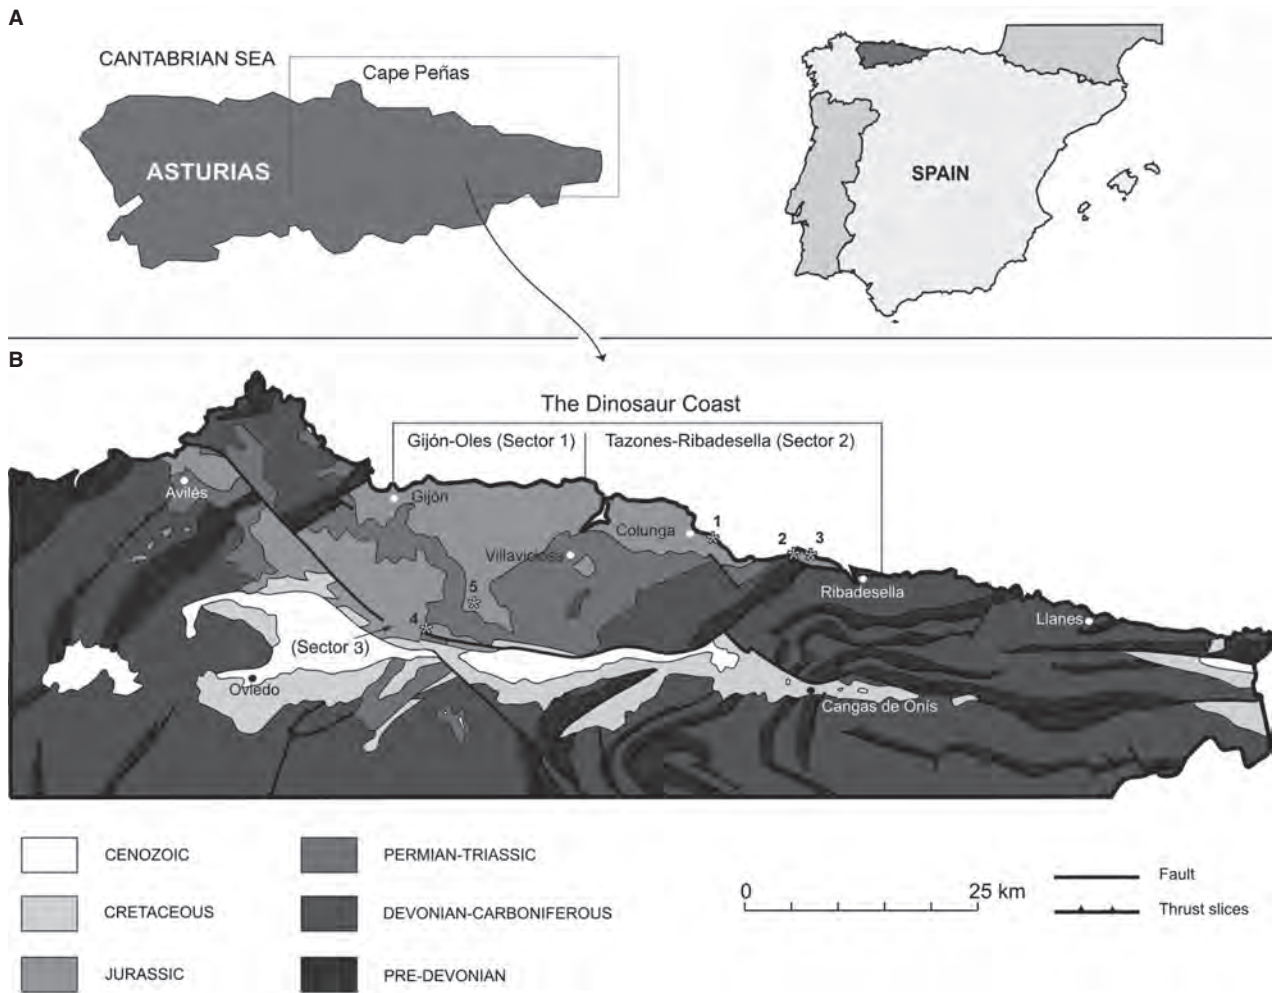 A
CANTABRIAN SEA
Cape Peñas
ASTURIAS
SPAIN
B
The Dinosaur Coast
Gijón-Oles (Sector 1)
Tazones-Ribadesella (Sector 2)
Avilés
Gijón
Colunga
1
2
3
Villaviciosa
Ribadesella
5
4
Llanes
(Sector 3)
Oviedo
Cangas de Onís
CENOZOIC
PERMIAN-TRIASSIC
CRETACEOUS
DEVONIAN-CARBONIFEROUS
JURASSIC
PRE-DEVONIAN
0
25 km
Fault
Thrust slices